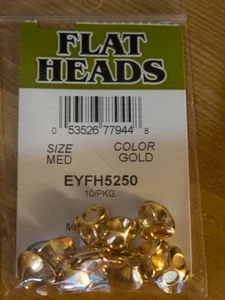 FLAT
HEADS
0 53526 77944 8
SIZE COLOR
MED GOLD
EYFH5250
10/PKG.